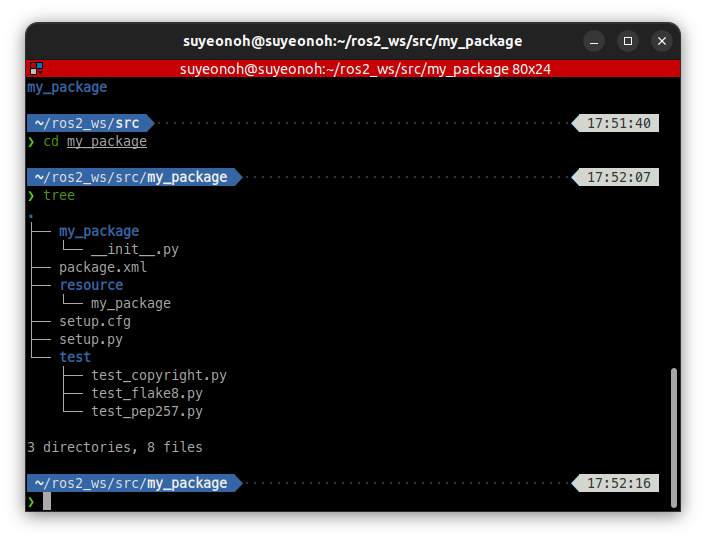 suyeonoh@suyeonoh:~/ros2_ws/src/my_package
suyeonoh@suyeonoh:~/ros2_ws/src/my_package 80x24
my_package
~/ros2_ws/src 17:51:40
❯ cd my_package
~/ros2_ws/src/my_package 17:52:07
❯ tree
.
├── my_package
│   └── __init__.py
├── package.xml
├── resource
│   └── my_package
├── setup.cfg
├── setup.py
└── test
    ├── test_copyright.py
    ├── test_flake8.py
    └── test_pep257.py
3 directories, 8 files
~/ros2_ws/src/my_package 17:52:16
❯